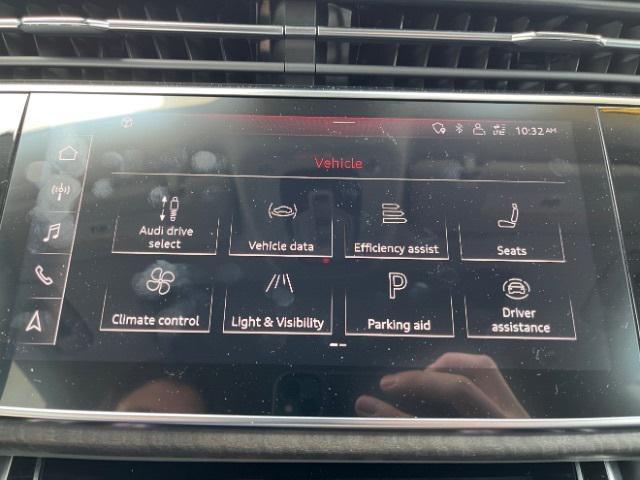 LTE 10:32 AM
Vehicle
Audi drive
select
Vehicle data
Efficiency assist
Seats
Climate control
Light & Visibility
P
Parking aid
Driver
assistance